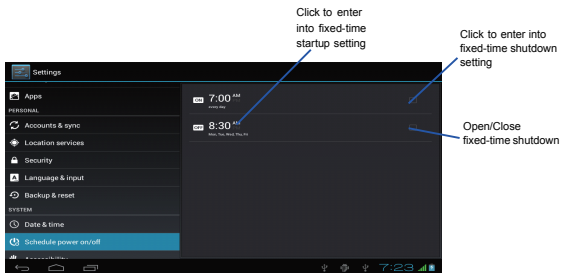 Click to enter
into fixed-time
startup setting
Click to enter into
fixed-time shutdown
setting
Open/Close
fixed-time shutdown
Settings
Apps
PERSONAL
Accounts & sync
Location services
Security
A Language & input
Backup & reset
SYSTEM
Date & time
Schedule power on/off
Accessibility
ON 7:00 AM
every day
OFF 8:30 AM
Mon, Tue, Wed, Thu, Fri
7:23